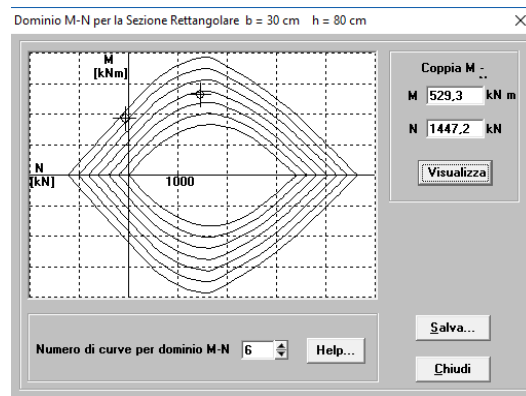 Dominio M-N per la Sezione Rettangolare b = 30 cm h = 80 cm
M
[kNm]
N
[kN]
1000
Coppia M -
M 529,3 kN m
N 1447,2 kN
Visualizza
Numero di curve per dominio M-N 6 Help...
Salva...
Chiudi